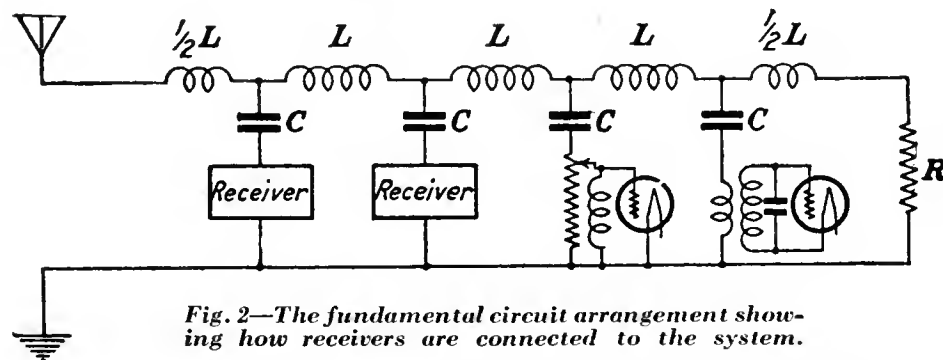 ½L L L L ½L
C C C C
Receiver Receiver R
Fig. 2—The fundamental circuit arrangement show-
ing how receivers are connected to the system.